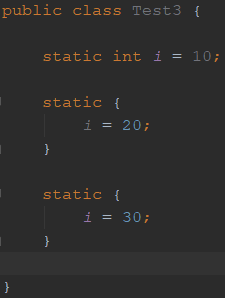 public class Test3 {
static int i = 10;
static {
i = 20;
}
static {
i = 30;
}
}